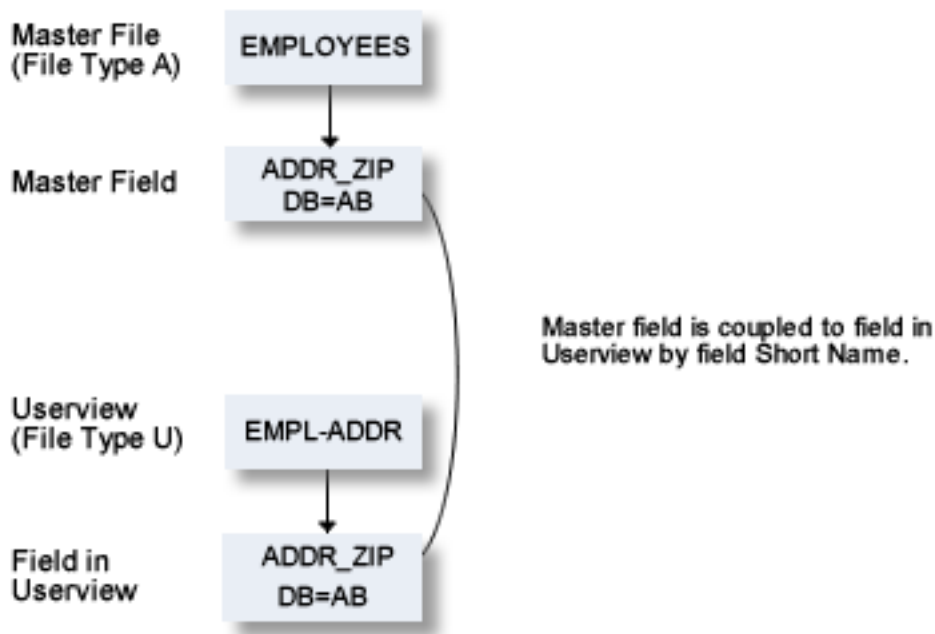 Master File
(File Type A)
EMPLOYEES
Master Field
ADDR_ZIP
DB=AB
Master field is coupled to field in
Userview by field Short Name.
Userview
(File Type U)
EMPL-ADDR
Field in
Userview
ADDR_ZIP
DB=AB